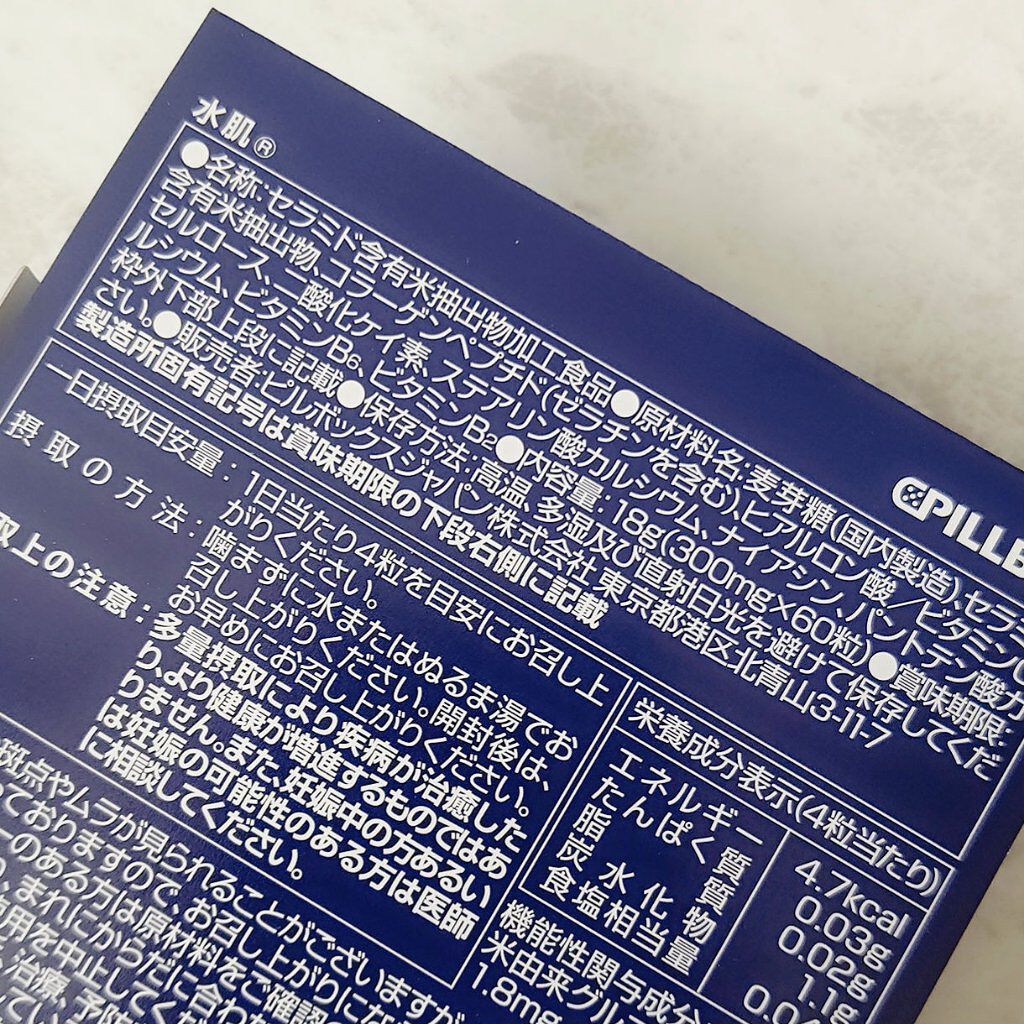 水肌®
●名称:セラミド含有米抽出物加工食品●原材料名:麦芽糖(国内製造)、セラミ
含有米抽出物、コラーゲンペプチド(ゼラチンを含む)、ヒアルロン酸/ビタミンC
セルロース、二酸化ケイ素、ステアリン酸カルシウム、ナイアシン、パントテン酸カ
ルシウム、ビタミンB6、ビタミンB2●内容量:18g(300mg×60粒)●賞味期限:
枠外下部上段に記載●保存方法:高温、多湿及び直射日光を避けて保存してくだ
さい。●販売者:ピルボックスジャパン株式会社 東京都港区北青山3-11-7
製造所固有記号は賞味期限の下段右側に記載
PILLB
一日摂取目安量:1日当たり4粒を目安にお召し上
がりください。
摂取の方法:噛まずに水またはぬるま湯でお
召し上がりください。開封後は、
お早めにお召し上がりください。
取上の注意:多量摂取により疾病が治癒した
り、より健康が増進するものではあ
りません。また、妊娠中の方あるい
は妊娠の可能性のある方は医師
に相談してください。
栄養成分表示(4粒当たり)
エネルギー 4.7kcal
たんぱく質 0.03g
脂質 0.02g
炭水化物 1.1g
食塩相当量 0.0
機能性関与成分
米由来グル
1.8mg
斑点やムラが見られることがございますが
っておりますので、お召し上がりにな
ーのある方は原材料をご確認の
まれにからだに合わな
使用を中止してく
治療、予防